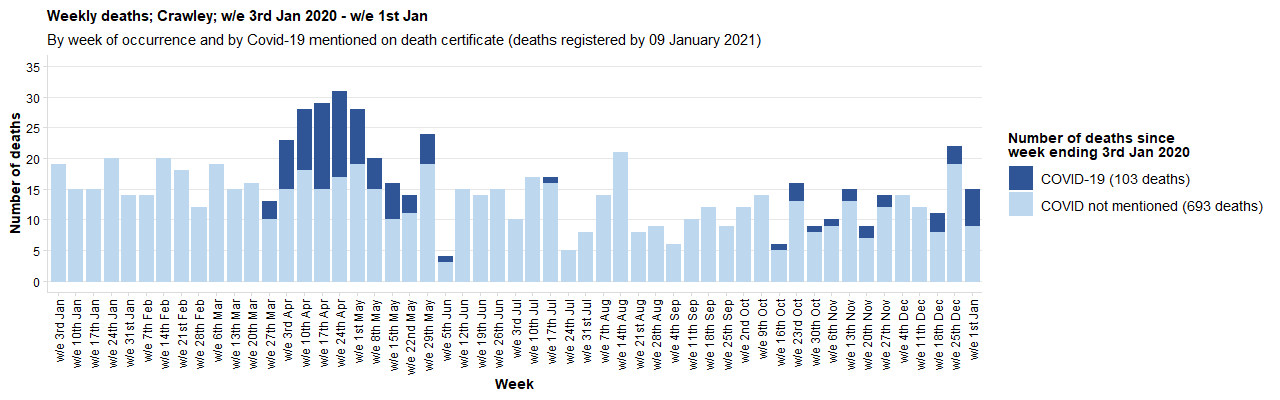 Weekly deaths; Crawley; w/e 3rd Jan 2020 - w/e 1st Jan
By week of occurrence and by Covid-19 mentioned on death certificate (deaths registered by 09 January 2021)
Number of deaths
35
30
25
20
15
10
5
0
w/e 3rd Jan
w/e 10th Jan
w/e 17th Jan
w/e 24th Jan
w/e 31st Jan
w/e 7th Feb
w/e 14th Feb
w/e 21st Feb
w/e 28th Feb
w/e 6th Mar
w/e 13th Mar
w/e 20th Mar
w/e 27th Mar
w/e 3rd Apr
w/e 10th Apr
w/e 17th Apr
w/e 24th Apr
w/e 1st May
w/e 8th May
w/e 15th May
w/e 22nd May
w/e 29th May
w/e 5th Jun
w/e 12th Jun
w/e 19th Jun
w/e 26th Jun
w/e 3rd Jul
w/e 10th Jul
w/e 17th Jul
w/e 24th Jul
w/e 31st Jul
w/e 7th Aug
w/e 14th Aug
w/e 21st Aug
w/e 28th Aug
w/e 4th Sep
w/e 11th Sep
w/e 18th Sep
w/e 25th Sep
w/e 2nd Oct
w/e 9th Oct
w/e 16th Oct
w/e 23rd Oct
w/e 30th Oct
w/e 6th Nov
w/e 13th Nov
w/e 20th Nov
w/e 27th Nov
w/e 4th Dec
w/e 11th Dec
w/e 18th Dec
w/e 25th Dec
w/e 1st Jan
Week
Number of deaths since
week ending 3rd Jan 2020
COVID-19 (103 deaths)
COVID not mentioned (693 deaths)